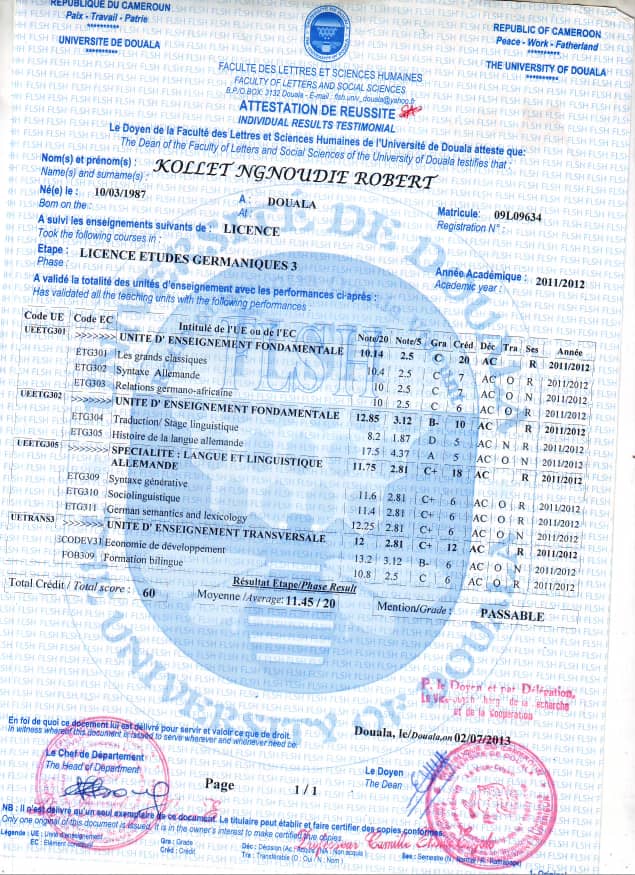 REPUBLIQUE DU CAMEROUN
Paix - Travail - Patrie
**********
UNIVERSITE DE DOUALA
**********
REPUBLIC OF CAMEROON
Peace - Work - Fatherland
**********
THE UNIVERSITY OF DOUALA
**********
FACULTE DES LETTRES ET SCIENCES HUMAINES
FACULTY OF LETTERS AND SOCIAL SCIENCES
B.P./O.BOX: 3132 Douala - E.mail : flsh.univ_douala@yahoo.fr
ATTESTATION DE REUSSITE
INDIVIDUAL RESULTS TESTIMONIAL
Le Doyen de la Faculté des Lettres et Sciences Humaines de l'Université de Douala atteste que:
The Dean of the Faculty of Letters and Social Sciences of the University of Douala testifies that :
Nom(s) et prénom(s) : KOLLET NGNOUDIE ROBERT
Name(s) and surname(s) :
Né(e) le : 10/03/1987 A : DOUALA Matricule: 09L09634
Born on the : At : Registration N° :
A suivi les enseignements suivants de : LICENCE
Took the following courses in :
Etape : LICENCE ETUDES GERMANIQUES 3 Année Académique : 2011/2012
Phase : Academic year :
A validé la totalité des unités d'enseignement avec les performances ci-après :
Has validated all the teaching units with the following performances :
Code UE Code EC Intitulé de l'UE ou de l'EC Note/20 Note/5 Gra Créd Déc Tra Ses Année
UEETG301 >>>>>>> UNITE D' ENSEIGNEMENT FONDAMENTALE 10.14 2.5 C 20 AC R 2011/2012
ETG301 Les grands classiques 10.4 2.5 C 7 AC O R 2011/2012
ETG302 Syntaxe Allemande 10 2.5 C AC O N 2011/2012
ETG303 Relations germano-africaine 10 2.5 C 6 AC O R 2011/2012
UEETG302 >>>>>>> UNITE D' ENSEIGNEMENT FONDAMENTALE 12.85 3.12 B- 10 AC R 2011/2012
ETG304 Traduction/ Stage linguistique 8.2 1.87 D 5 AC N R 2011/2012
ETG305 Histoire de la langue allemande 17.5 4.37 A 5 AC O N 2011/2012
UEETG305 >>>>>>> SPECIALITE : LANGUE ET LINGUISTIQUE ALLEMANDE 11.75 2.81 C+ 18 AC R 2011/2012
ETG309 Syntaxe générative 11.6 2.81 C+ 6 AC O R 2011/2012
ETG310 Sociolinguistique 11.4 2.81 C+ 6 AC O R 2011/2012
ETG311 German semantics and lexicology 12.25 2.81 C+ 6 AC O R 2011/2012
UETRANS3 >>>>>>> UNITE D' ENSEIGNEMENT TRANSVERSALE 12 2.81 C+ 12 AC R 2011/2012
3CODEV31 Economie de développement 13.2 3.12 B- 6 AC O N 2011/2012
FOB309 Formation bilingue 10.8 2.5 C 6 AC O R 2011/2012
Résultat Etape/Phase Result
Total Crédit / Total score : 60 Moyenne /Average: 11.45 / 20 Mention/Grade : PASSABLE
P. le Doyen et par Délégation,
Recherche
et de la Coopération
En foi de quoi ce document lui est délivré pour servir et valoir ce que de droit.
In witness whereof this document is issued to serve wherever and whenever need be.
Douala, le/Douala, on 02/07/2013
Le Chef de Département
The Head of Department
Le Doyen
The Dean
Page 1 / 1
NB : Il n'est délivré qu'un seul exemplaire de ce document. Le titulaire peut établir et faire certifier des copies conformes.
Only one original of this document is issued. It is in the owner's interest to make certified true copies.
Légende : UE : Unité d'enseignement
EC : Elément constitutif
Gra : Grade
Créd : Crédit
Tra : Transférable (O : Oui / N : Non )
UNIVERSITÉ DE DOUALA
FLSH
UNIVERSITY OF DOUALA